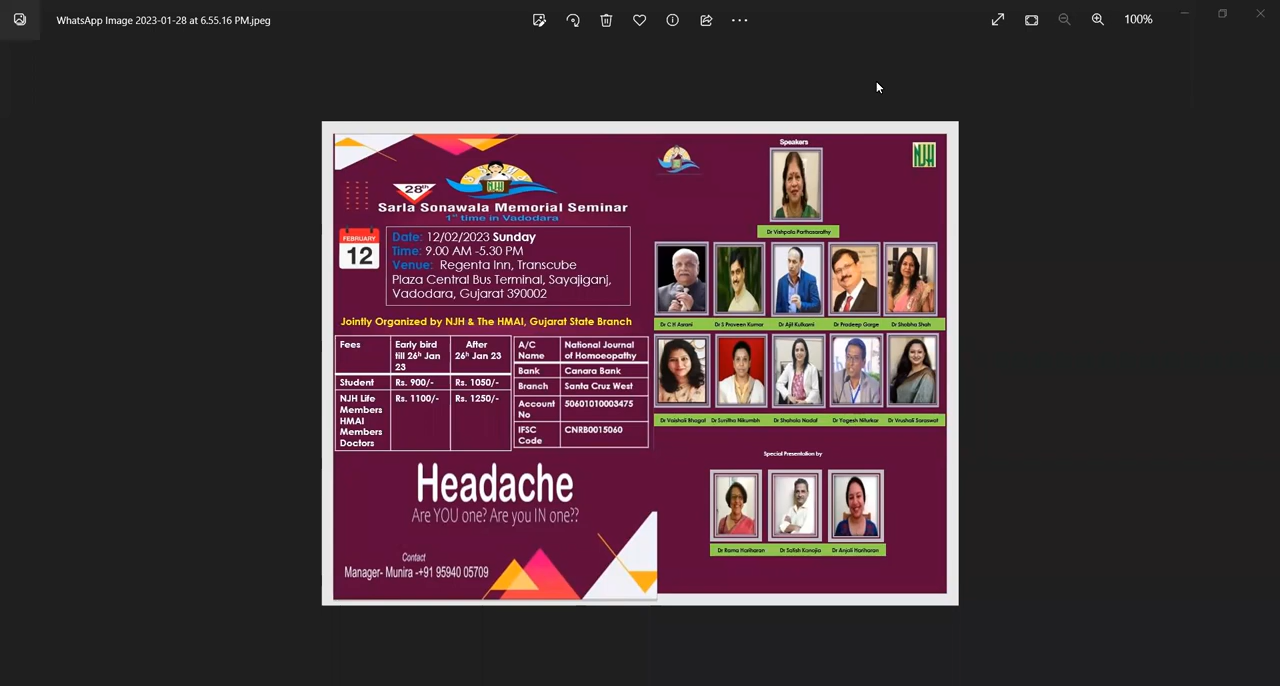 WhatsApp Image 2023-01-28 at 6.55.16 PM.jpeg
100%
28th
NJH
Sarla Sonawala Memorial Seminar
1st time in Vadodara
FEBRUARY
12
Date: 12/02/2023 Sunday
Time: 9.00 AM -5.30 PM
Venue: Regenta Inn, Transcube
Plaza Central Bus Terminal, Sayajiganj,
Vadodara, Gujarat 390002
Jointly Organized by NJH & The HMAI, Gujarat State Branch
Fees Early bird till 26h Jan 23 After 26h Jan 23
Student Rs. 900/- Rs. 1050/-
NJH Life Members HMAI Members Doctors Rs. 1100/- Rs. 1250/-
A/C Name National Journal of Homoeopathy
Bank Canara Bank
Branch Santa Cruz West
Account No 50601010003475
IFSC Code CNRB0015060
Headache
Are YOU one? Are you IN one??
Contact
Manager- Munira -+91 95940 05709
Speakers
NJH
Dr Vishpala Parthasarathy
Dr C H Asrani Dr S Praveen Kumar Dr Ajit Kulkarni Dr Pradeep Gorge Dr Shobha Shah
Dr Vaishali Bhagat Dr Sunitha Nikumbh Dr Shahala Nadaf Dr Yogesh Niturkar Dr Vrushali Saraswat
Special Presentation by
Dr Rama Hariharan Dr Satish Kanojia Dr Anjali Hariharan